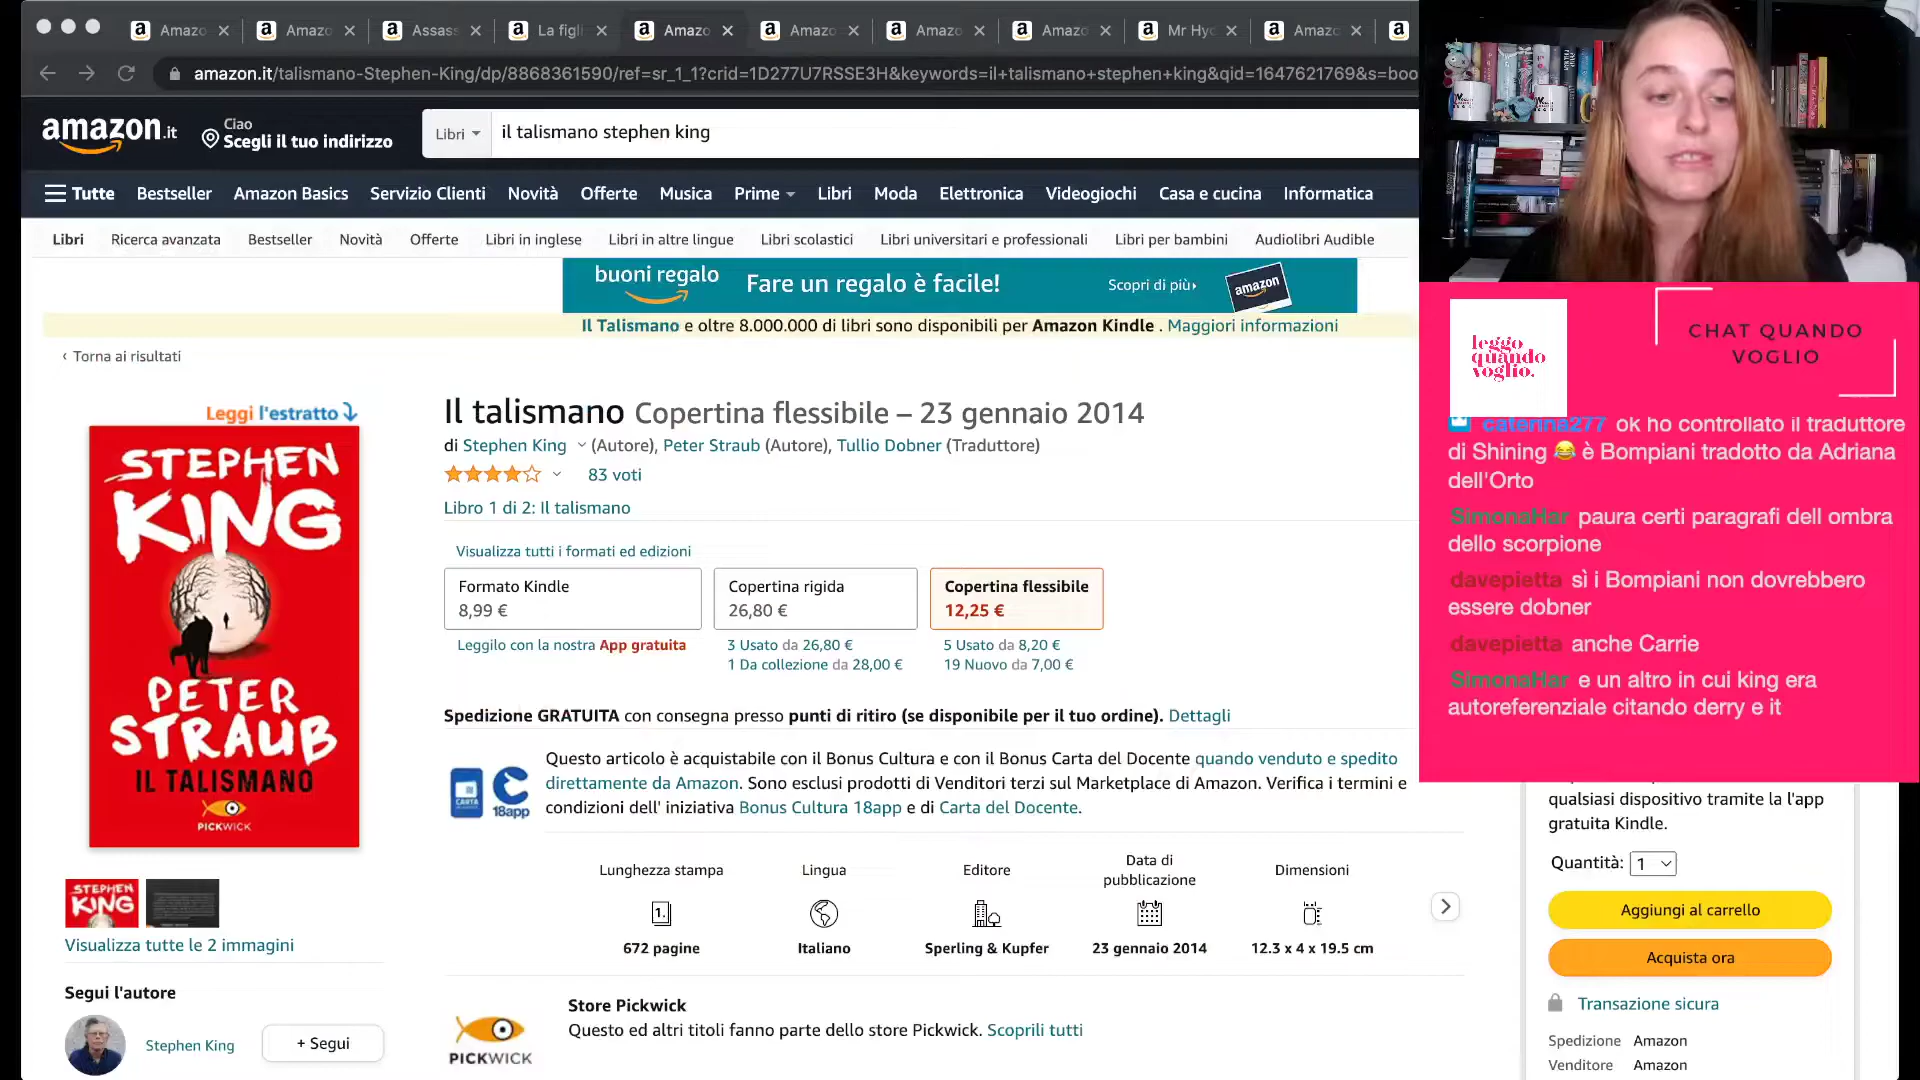 Amazo
Amazo
Assass
La figli
Amazo
Amazo
Amazo
Amazo
Mr Hyd
Amazo
amazon.it/talismano-Stephen-King/dp/8868361590/ref=sr_1_1?crid=1D277U7RSSE3H&keywords=il+talismano+stephen+king&qid=1647621769&s=boo
amazon.it
Ciao
Scegli il tuo indirizzo
Libri
il talismano stephen king
Tutte Bestseller Amazon Basics Servizio Clienti Novità Offerte Musica Prime Libri Moda Elettronica Videogiochi Casa e cucina Informatica
Libri Ricerca avanzata Bestseller Novità Offerte Libri in inglese Libri in altre lingue Libri scolastici Libri universitari e professionali Libri per bambini Audiolibri Audible
buoni regalo Fare un regalo è facile! Scopri di più amazon
Il Talismano e oltre 8.000.000 di libri sono disponibili per Amazon Kindle . Maggiori informazioni
‹ Torna ai risultati
Leggi l'estratto
STEPHEN
KING
PETER
STRAUB
IL TALISMANO
PICKWICK
STEPHEN
KING
Visualizza tutte le 2 immagini
Segui l'autore
Stephen King
+ Segui
Il talismano Copertina flessibile – 23 gennaio 2014
di Stephen King (Autore), Peter Straub (Autore), Tullio Dobner (Traduttore)
83 voti
Libro 1 di 2: Il talismano
Visualizza tutti i formati ed edizioni
Formato Kindle
8,99 €
Leggilo con la nostra App gratuita
Copertina rigida
26,80 €
3 Usato da 26,80 €
1 Da collezione da 28,00 €
Copertina flessibile
12,25 €
5 Usato da 8,20 €
19 Nuovo da 7,00 €
Spedizione GRATUITA con consegna presso punti di ritiro (se disponibile per il tuo ordine). Dettagli
CARTA
18app
Questo articolo è acquistabile con il Bonus Cultura e con il Bonus Carta del Docente quando venduto e spedito
direttamente da Amazon. Sono esclusi prodotti di Venditori terzi sul Marketplace di Amazon. Verifica i termini e
condizioni dell' iniziativa Bonus Cultura 18app e di Carta del Docente.
Lunghezza stampa
1.
672 pagine
Lingua
Italiano
Editore
Sperling & Kupfer
Data di
pubblicazione
23 gennaio 2014
Dimensioni
12.3 x 4 x 19.5 cm
PICKWICK
Store Pickwick
Questo ed altri titoli fanno parte dello store Pickwick. Scoprili tutti
leggo
quando
voglio.
CHAT QUANDO
VOGLIO
caterina277 ok ho controllato il traduttore
di Shining 😂 è Bompiani tradotto da Adriana
dell'Orto
SimonaHar paura certi paragrafi dell ombra
dello scorpione
davepietta sì i Bompiani non dovrebbero
essere dobner
davepietta anche Carrie
SimonaHar e un altro in cui king era
autoreferenziale citando derry e it
qualsiasi dispositivo tramite la l'app
gratuita Kindle.
Quantità: 1
Aggiungi al carrello
Acquista ora
Transazione sicura
Spedizione Amazon
Venditore Amazon